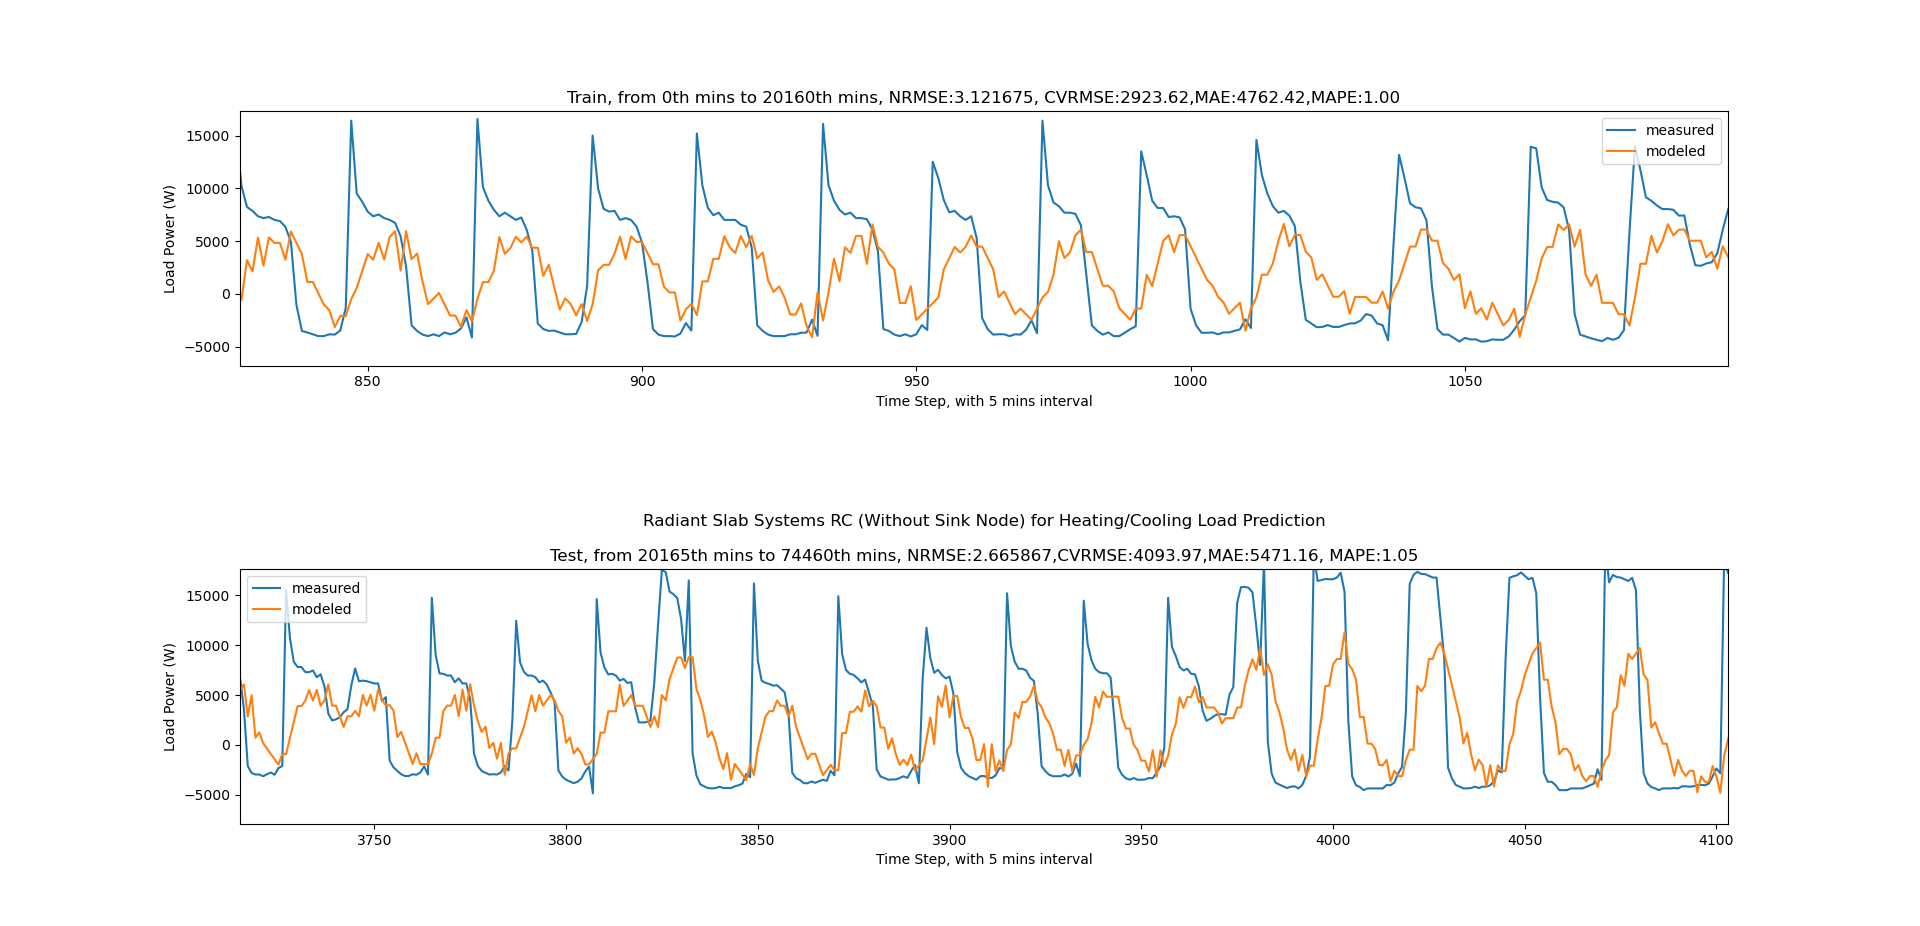 Train, from 0th mins to 20160th mins, NRMSE:3.121675, CVRMSE:2923.62,MAE:4762.42,MAPE:1.00
Load Power (W)
15000
10000
5000
0
−5000
measured
modeled
850
900
950
1000
1050
Time Step, with 5 mins interval
Radiant Slab Systems RC (Without Sink Node) for Heating/Cooling Load Prediction
Test, from 20165th mins to 74460th mins, NRMSE:2.665867,CVRMSE:4093.97,MAE:5471.16, MAPE:1.05
Load Power (W)
15000
10000
5000
0
−5000
measured
modeled
3750
3800
3850
3900
3950
4000
4050
4100
Time Step, with 5 mins interval